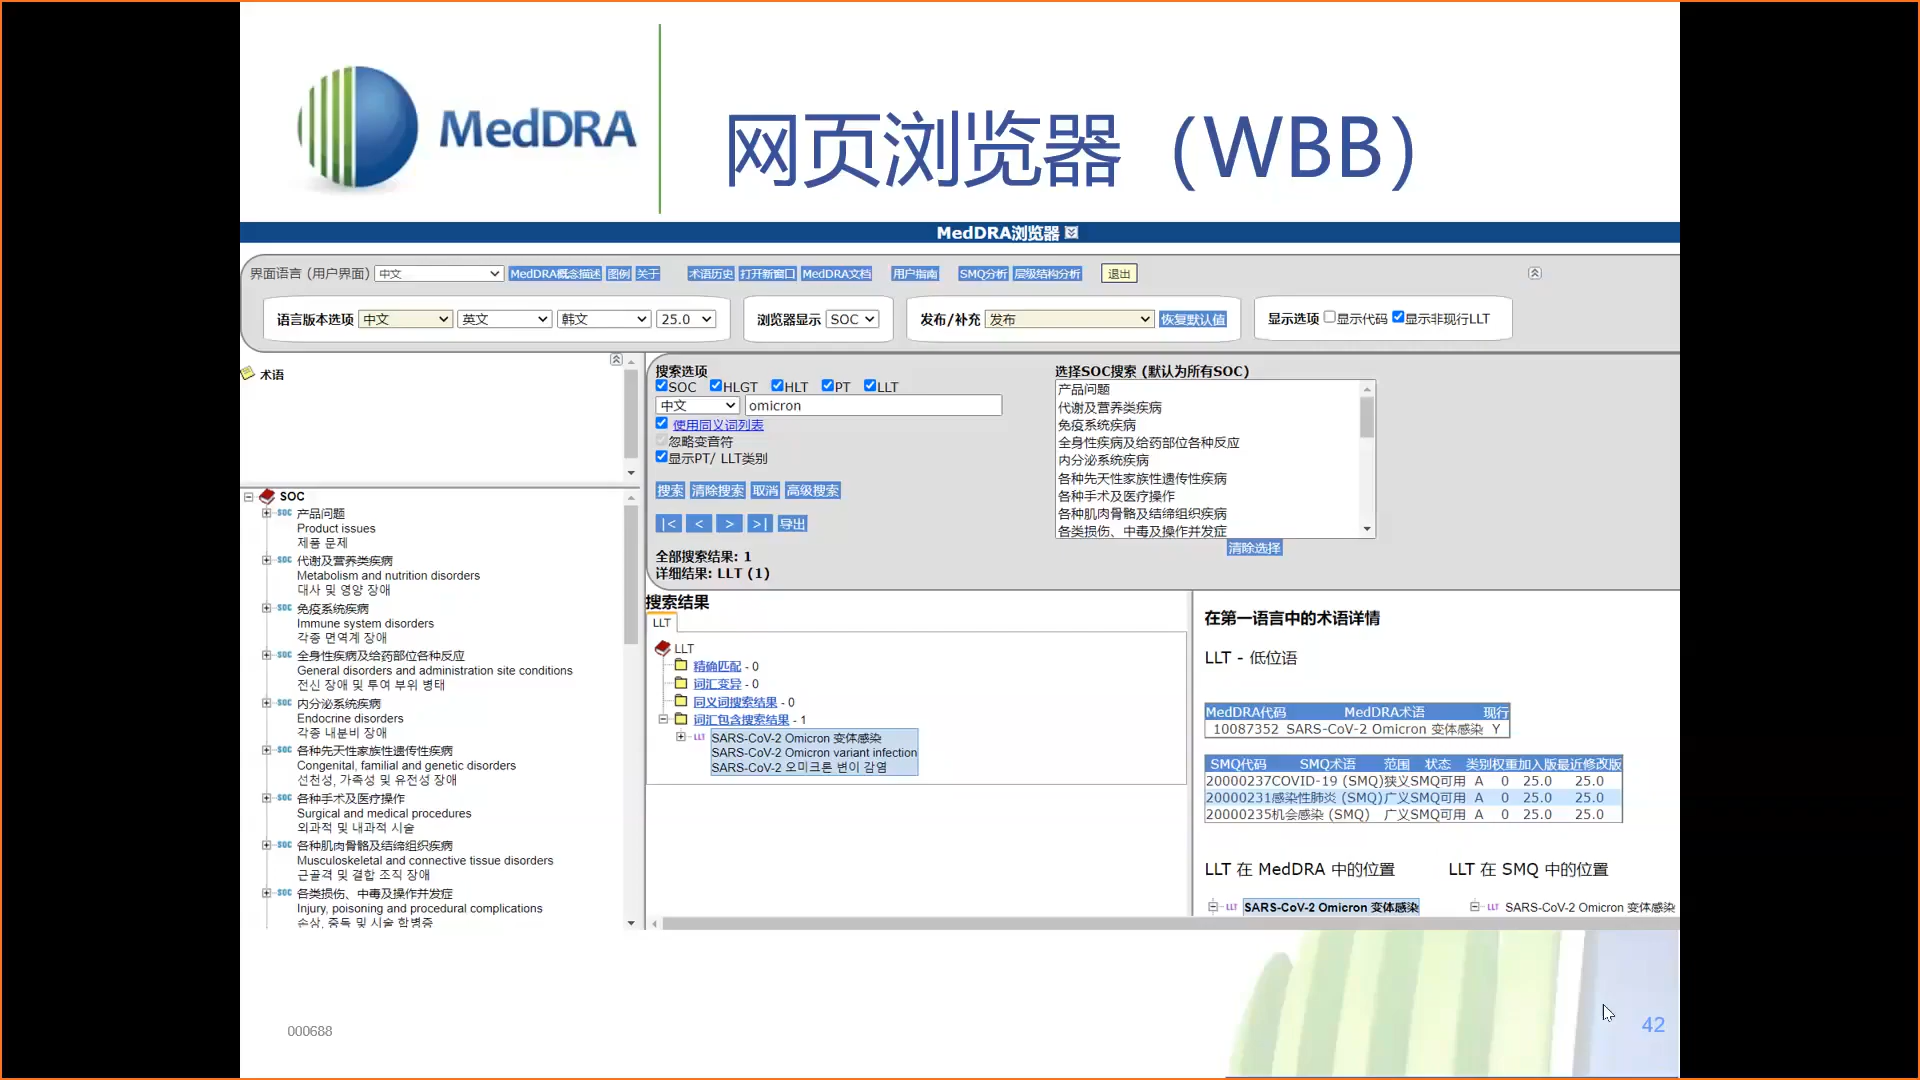 MedDRA
网页浏览器（WBB）
MedDRA浏览器
界面语言 (用户界面) 中文 MedDRA概念描述 图例 关于 术语历史 打开新窗口 MedDRA文档 用户指南 SMQ分析 层级结构分析 退出
语言版本选项 中文 英文 韩文 25.0 浏览器显示 SOC 发布/补充 发布 恢复默认值 显示选项 显示代码 显示非现行LLT
术语
SOC
SOC 产品问题
Product issues
제품 문제
SOC 代谢及营养类疾病
Metabolism and nutrition disorders
대사 및 영양 장애
SOC 免疫系统疾病
Immune system disorders
각종 면역계 장애
SOC 全身性疾病及给药部位各种反应
General disorders and administration site conditions
전신 장애 및 투여 부위 병태
SOC 内分泌系统疾病
Endocrine disorders
각종 내분비 장애
SOC 各种先天性家族性遗传性疾病
Congenital, familial and genetic disorders
선천성, 가족성 및 유전성 장애
SOC 各种手术及医疗操作
Surgical and medical procedures
외과적 및 내과적 시술
SOC 各种肌肉骨骼及结缔组织疾病
Musculoskeletal and connective tissue disorders
근골격 및 결합 조직 장애
SOC 各类损伤、中毒及操作并发症
Injury, poisoning and procedural complications
손상, 중독 및 시술 합병증
搜索选项
SOC HLGT HLT PT LLT
中文 omicron
使用同义词列表
忽略变音符
显示PT/ LLT类别
搜索 清除搜索 取消 高级搜索
|< < > >| 导出
全部搜索结果: 1
详细结果: LLT (1)
选择SOC搜索 (默认为所有SOC)
产品问题
代谢及营养类疾病
免疫系统疾病
全身性疾病及给药部位各种反应
内分泌系统疾病
各种先天性家族性遗传性疾病
各种手术及医疗操作
各种肌肉骨骼及结缔组织疾病
各类损伤、中毒及操作并发症
清除选择
搜索结果
LLT
LLT
精确匹配 - 0
词汇变异 - 0
同义词搜索结果 - 0
词汇包含搜索结果 - 1
LLT SARS-CoV-2 Omicron 变体感染
SARS-CoV-2 Omicron variant infection
SARS-CoV-2 오미크론 변이 감염
在第一语言中的术语详情
LLT - 低位语
MedDRA代码 MedDRA术语 现行
10087352 SARS-CoV-2 Omicron 变体感染 Y
SMQ代码 SMQ术语 范围 状态 类别权重加入版最近修改版
20000237COVID-19 (SMQ)狭义SMQ可用 A 0 25.0 25.0
20000231感染性肺炎 (SMQ)广义SMQ可用 A 0 25.0 25.0
20000235机会感染 (SMQ) 广义SMQ可用 A 0 25.0 25.0
LLT 在 MedDRA 中的位置 LLT 在 SMQ 中的位置
LLT SARS-CoV-2 Omicron 变体感染 LLT SARS-CoV-2 Omicron 变体感染
000688
42